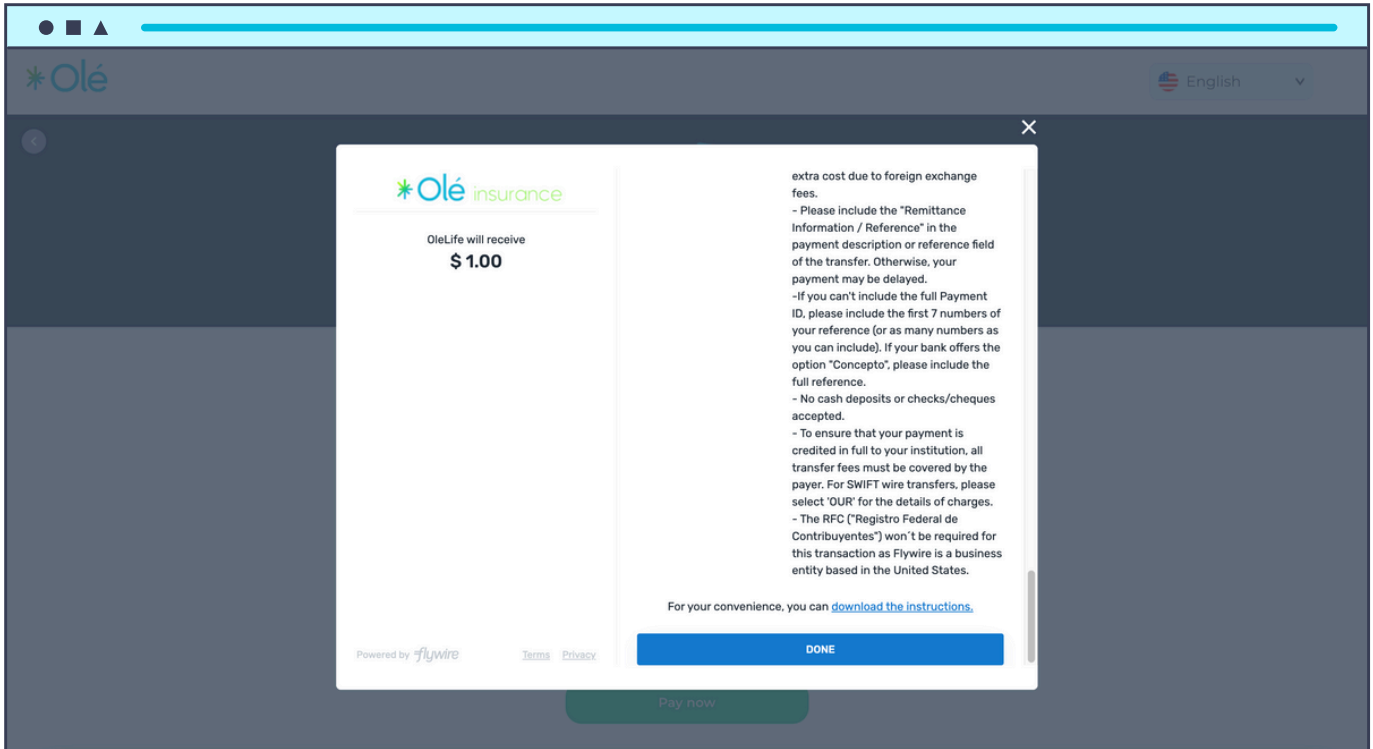 Olé
English
Olé insurance
OleLife will receive
$ 1.00
extra cost due to foreign exchange
fees.
- Please include the "Remittance
Information / Reference" in the
payment description or reference field
of the transfer. Otherwise, your
payment may be delayed.
-If you can't include the full Payment
ID, please include the first 7 numbers of
your reference (or as many numbers as
you can include). If your bank offers the
option "Concepto", please include the
full reference.
- No cash deposits or checks/cheques
accepted.
- To ensure that your payment is
credited in full to your institution, all
transfer fees must be covered by the
payer. For SWIFT wire transfers, please
select 'OUR' for the details of charges.
- The RFC ("Registro Federal de
Contribuyentes") won´t be required for
this transaction as Flywire is a business
entity based in the United States.
For your convenience, you can download the instructions.
DONE
Powered by flywire
Terms Privacy
Pay now